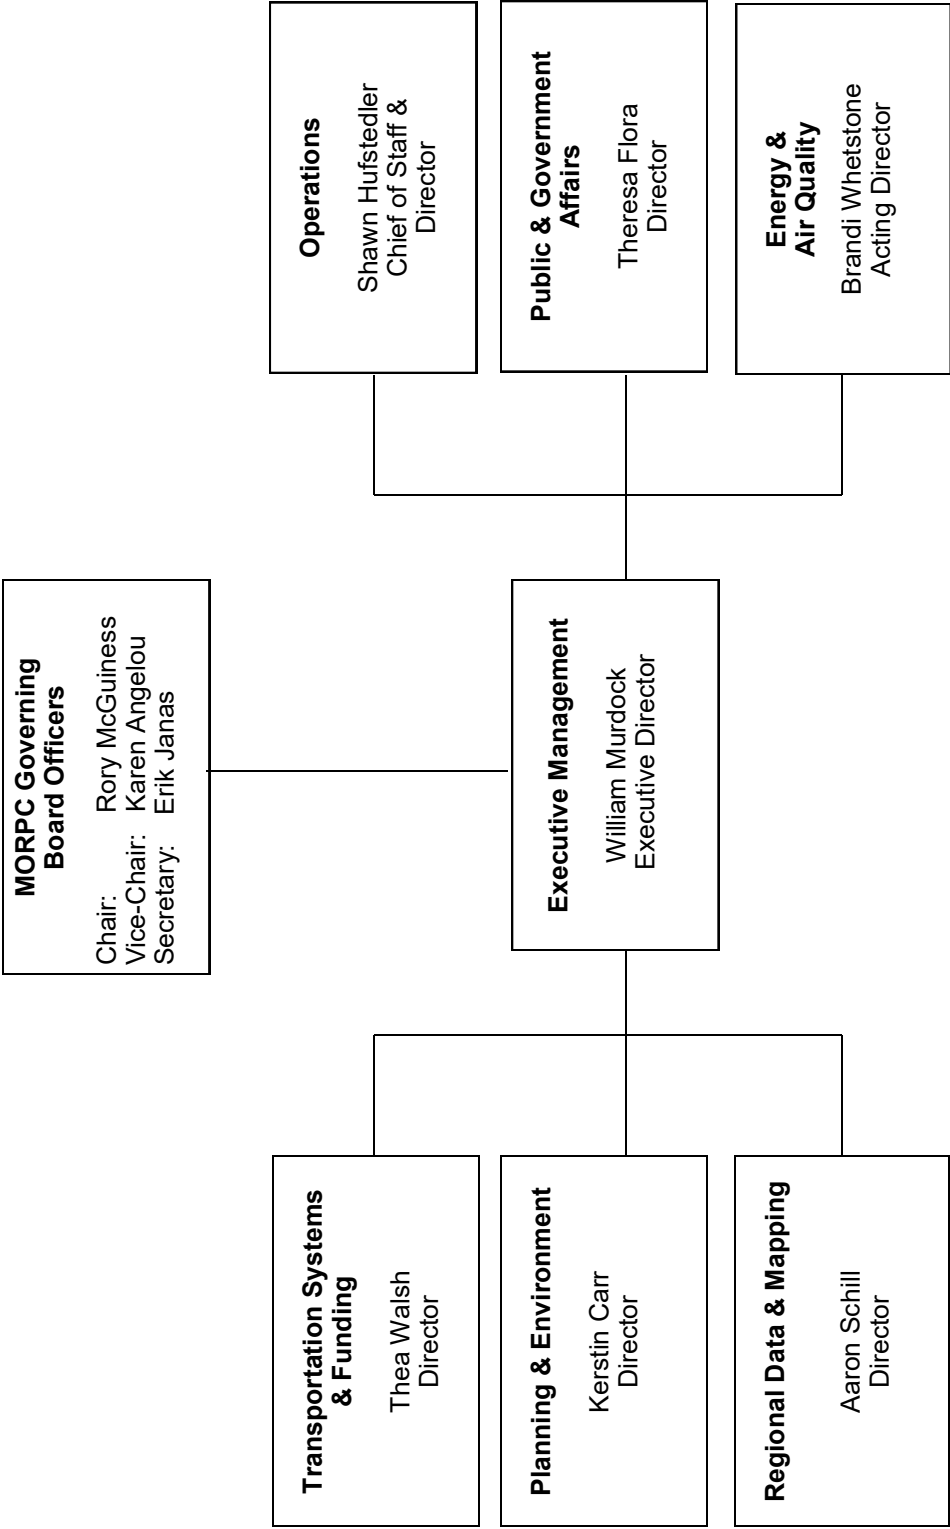 MORPC Governing
Board Officers
Chair: Rory McGuiness
Vice-Chair: Karen Angelou
Secretary: Erik Janas
Executive Management
William Murdock
Executive Director
Transportation Systems
& Funding
Thea Walsh
Director
Planning & Environment
Kerstin Carr
Director
Regional Data & Mapping
Aaron Schill
Director
Operations
Shawn Hufstedler
Chief of Staff &
Director
Public & Government
Affairs
Theresa Flora
Director
Energy &
Air Quality
Brandi Whetstone
Acting Director